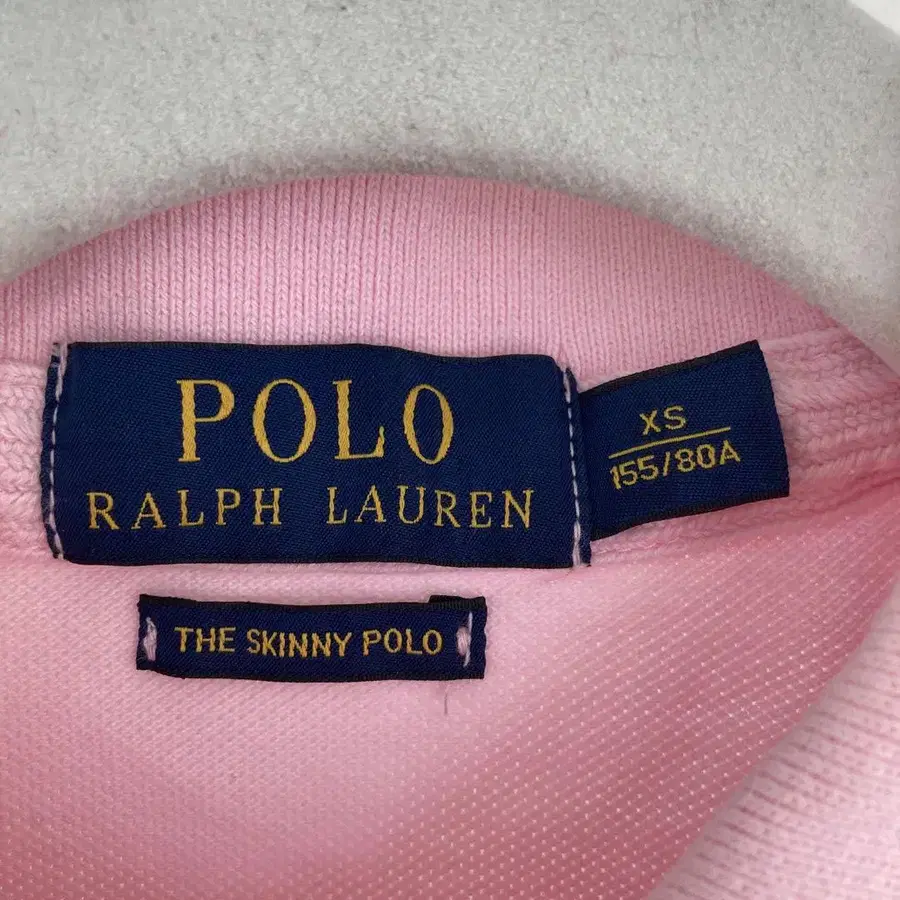 POLO
RALPH LAUREN
XS
155/80A
THE SKINNY POLO